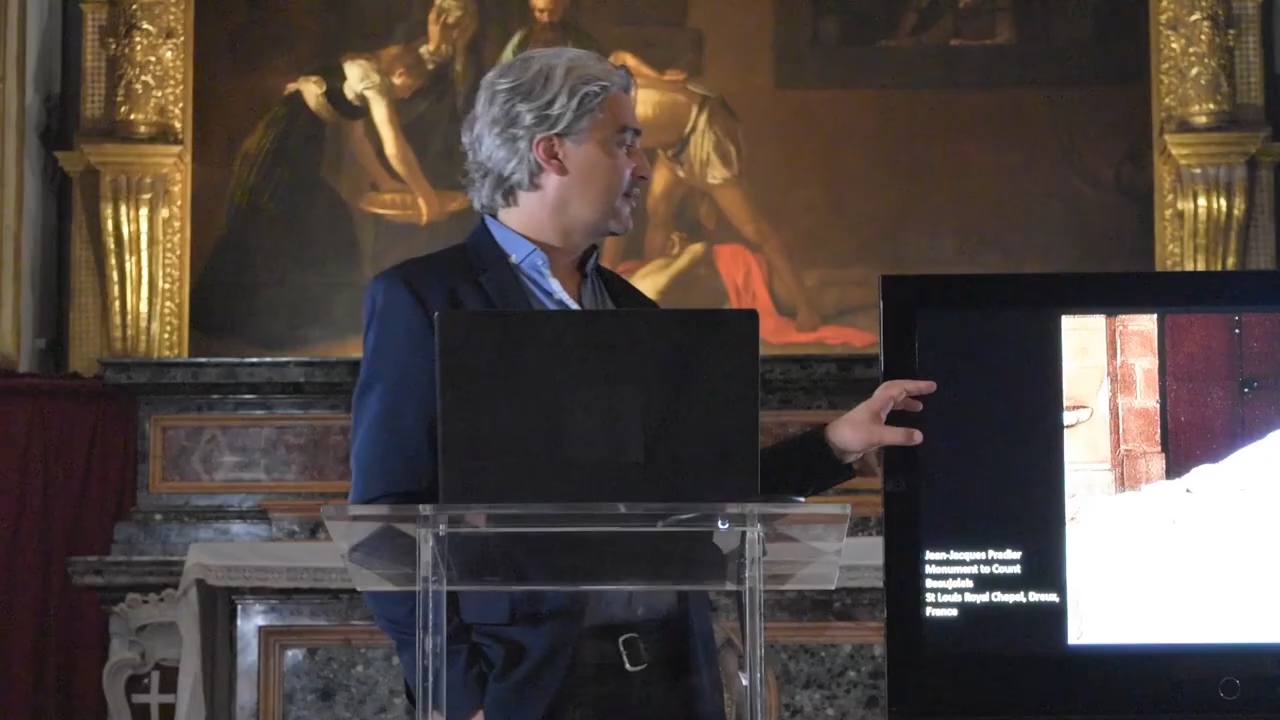 Jean-Jacques Pradier
Monument to Count
Beaujolais
St Louis Royal Chapel, Dreux,
France